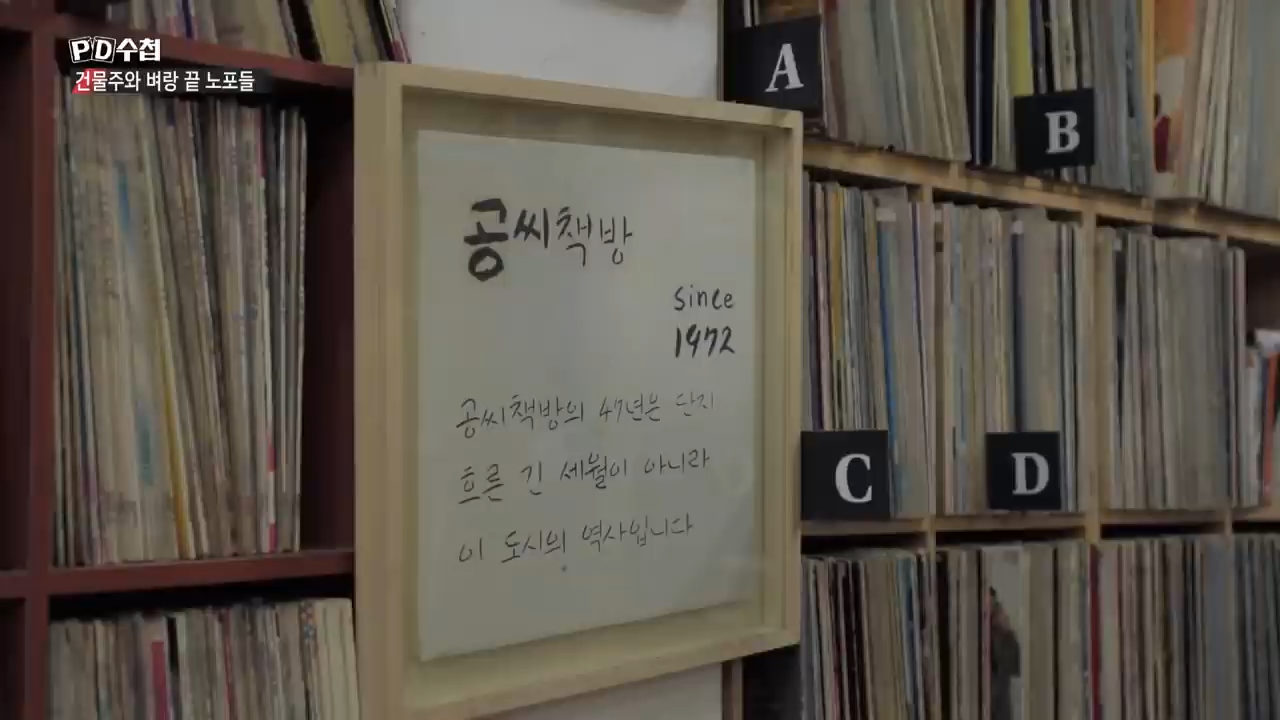 PD수첩
건물주와 벼랑 끝 노포들
A
B
공씨책방
since
1972
공씨책방의 47년은 단지
흐른 긴 세월이 아니라
이 도시의 역사입니다
C
D